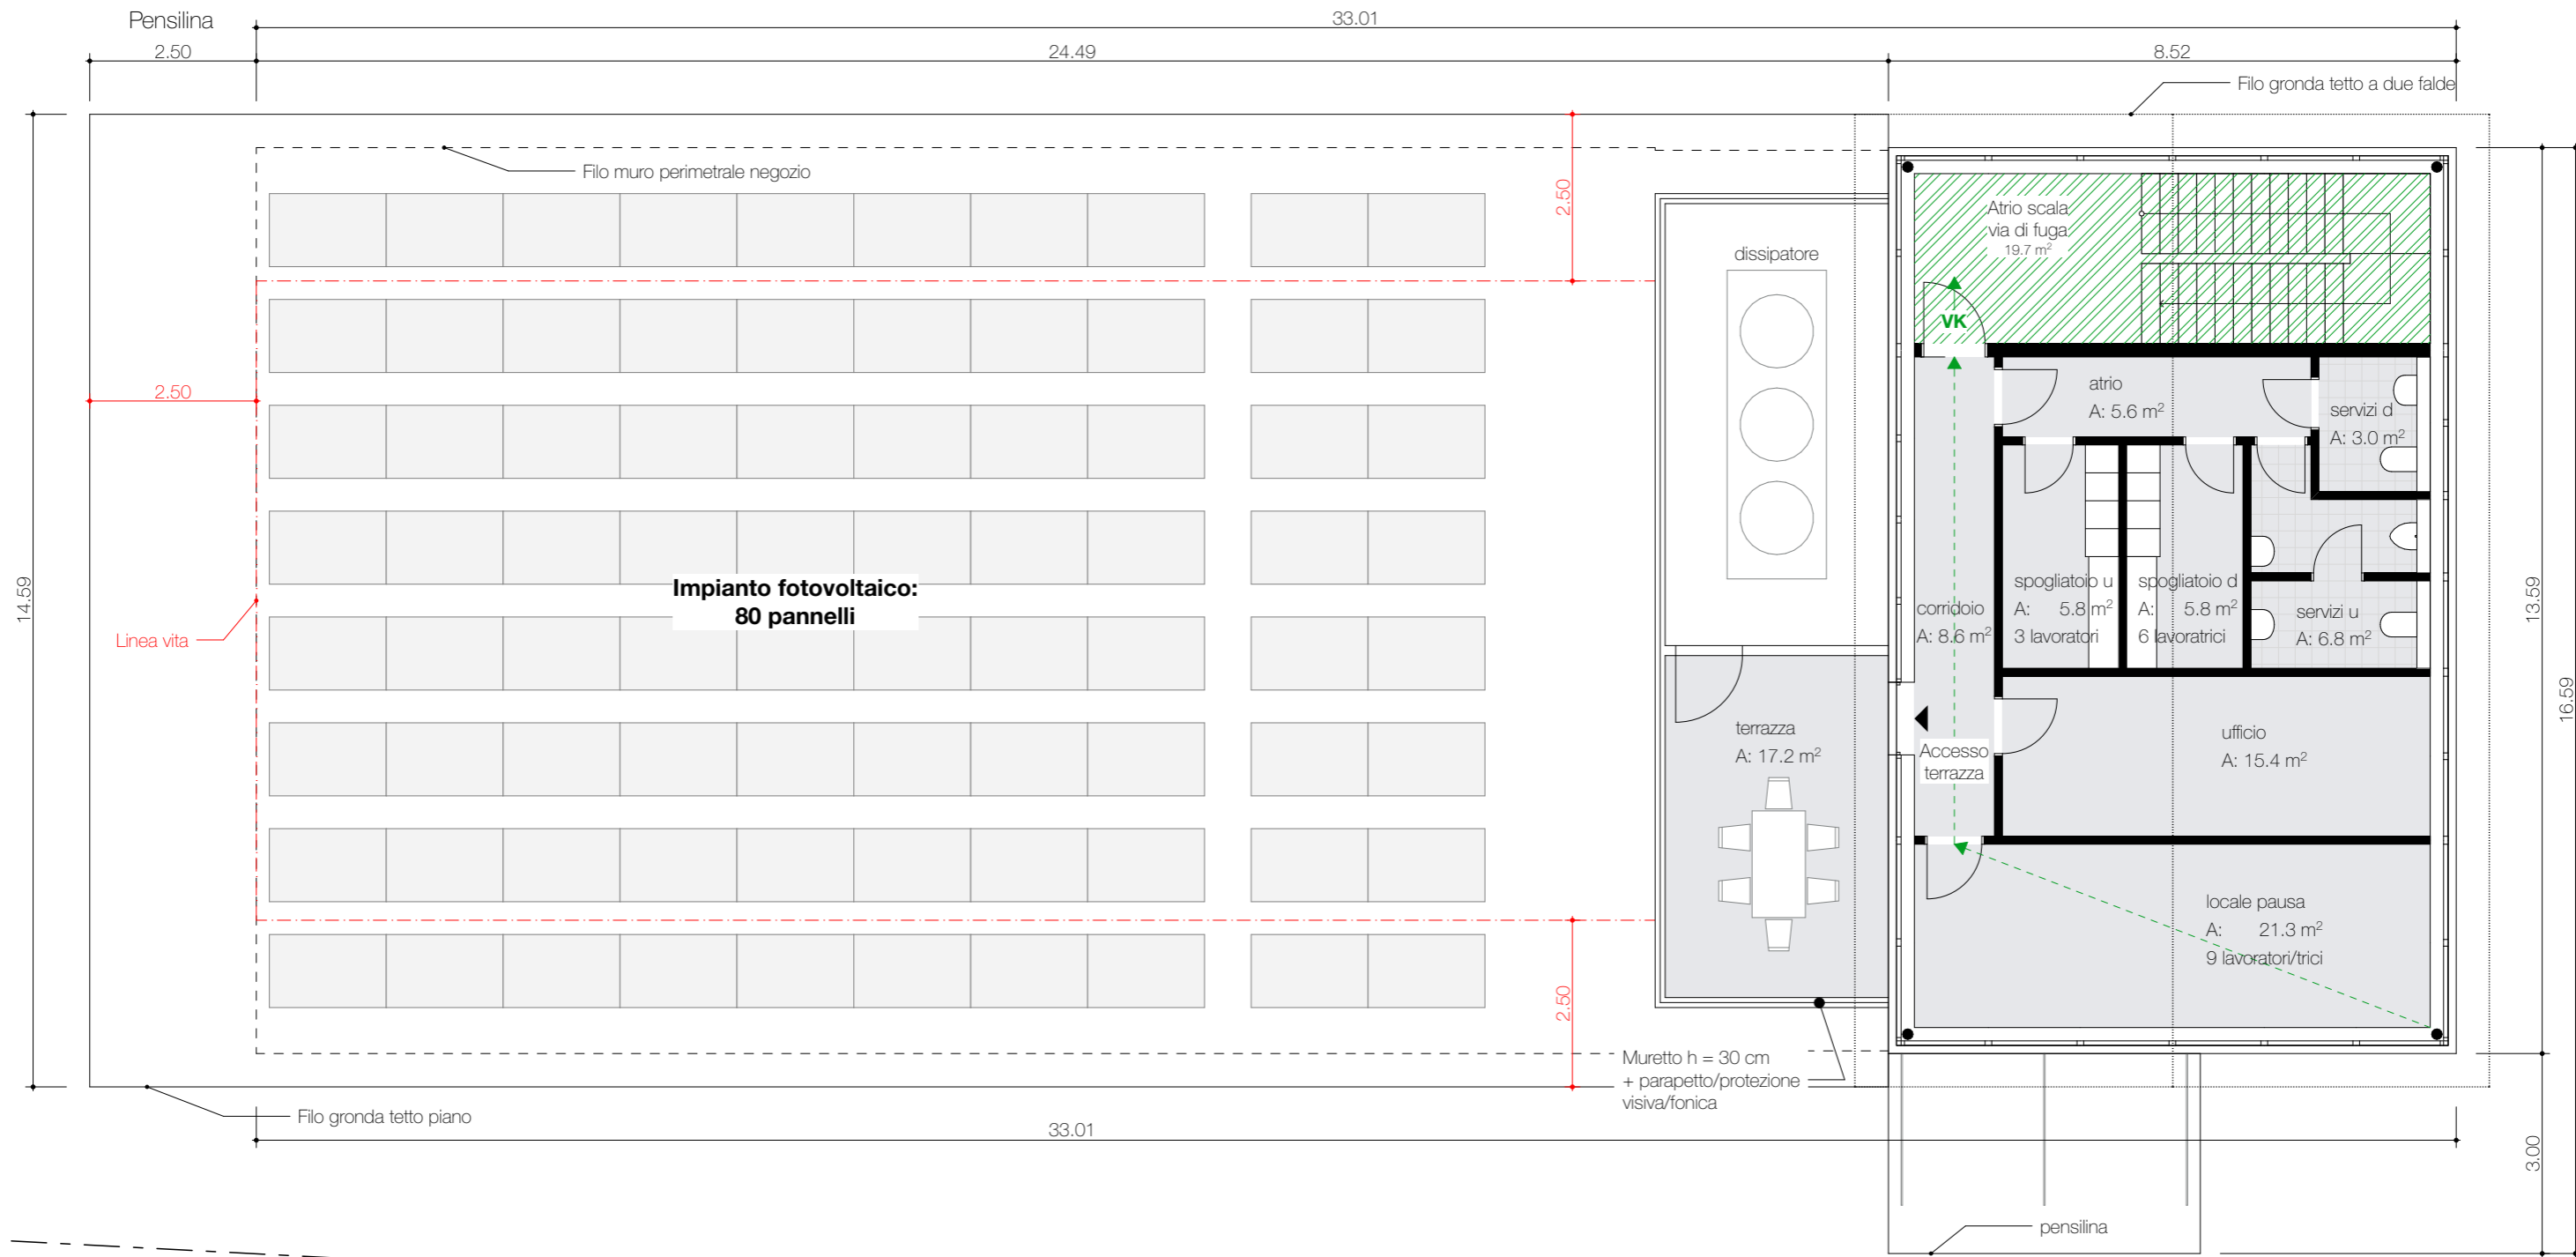 Pensilina
33.01
2.50
24.49
8.52
Filo gronda tetto a due falde
Filo muro perimetrale negozio
2.50
Atrio scala
via di fuga
19.7 m²
dissipatore
VK
2.50
atrio
A: 5.6 m²
servizi d
A: 3.0 m²
14.59
13.59
16.59
Impianto fotovoltaico:
80 pannelli
Linea vita
corridoio
A: 8.6 m²
spogliatoio u
A: 5.8 m²
3 lavoratori
spogliatoio d
A: 5.8 m²
6 lavoratrici
servizi u
A: 6.8 m²
terrazza
A: 17.2 m²
Accesso
terrazza
ufficio
A: 15.4 m²
locale pausa
A: 21.3 m²
9 lavoratori/trici
2.50
Muretto h = 30 cm
+ parapetto/protezione
visiva/fonica
Filo gronda tetto piano
33.01
3.00
pensilina